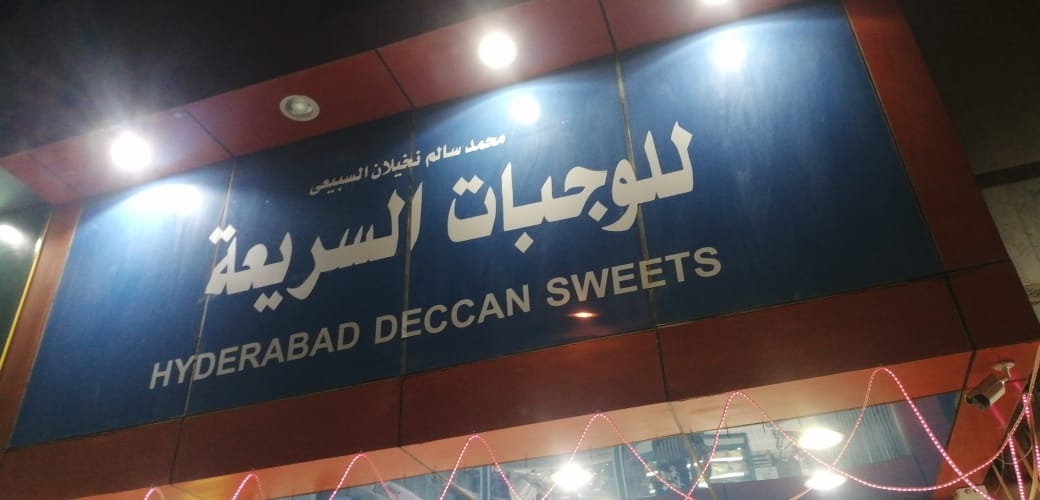 محمد سالم نخيلان السبيعي
للوجبات السريعة
HYDERABAD DECCAN SWEETS